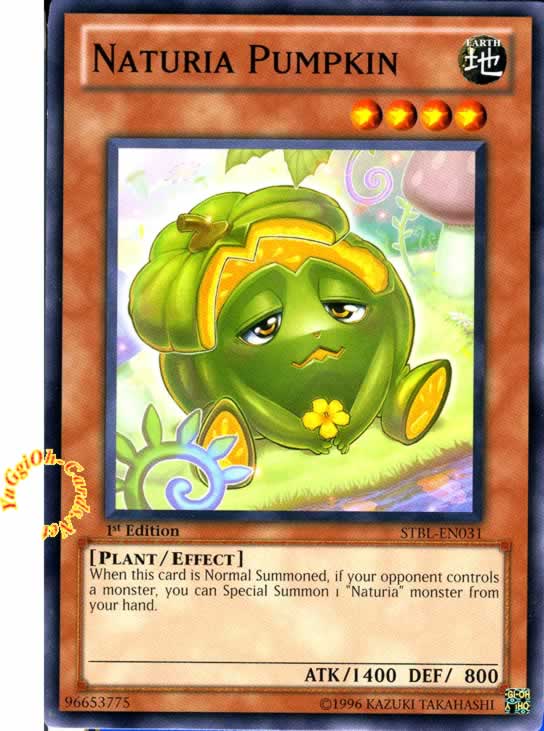 NATURIA PUMPKIN
EARTH
地
YuGgiOh-Cards.Net
1st Edition
STBL-EN031
[PLANT/EFFECT]
When this card is Normal Summoned, if your opponent controls
a monster, you can Special Summon 1 "Naturia" monster from
your hand.
ATK/1400 DEF/ 800
96653775
©1996 KAZUKI TAKAHASHI